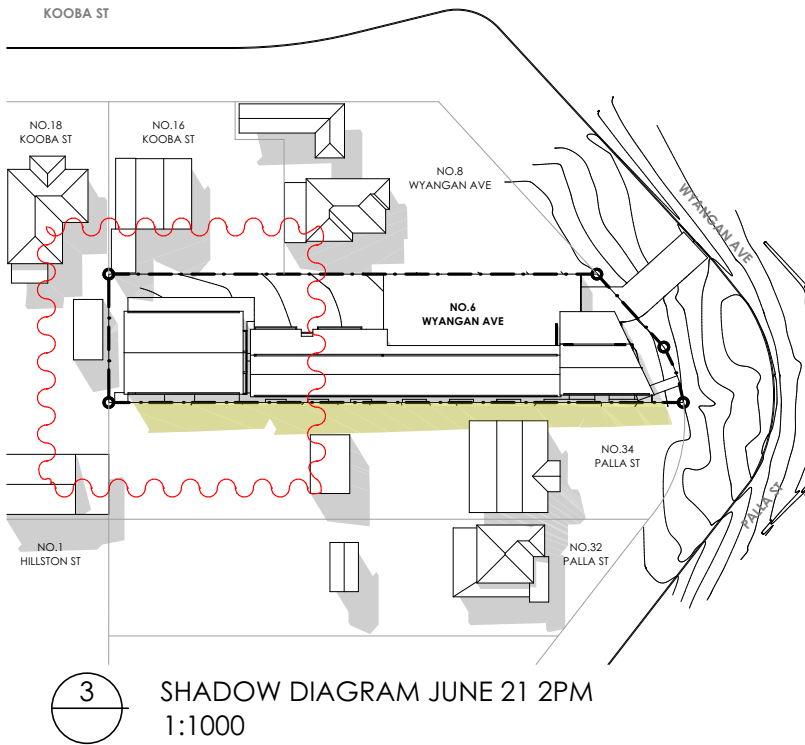 KOOBA ST
NO.18
KOOBA ST
NO.16
KOOBA ST
NO.8
WYANGAN AVE
WYANGAN AVE
NO.6
WYANGAN AVE
NO.34
PALLA ST
PALLA ST
NO.1
HILLSTON ST
NO.32
PALLA ST
3
SHADOW DIAGRAM JUNE 21 2PM
1:1000